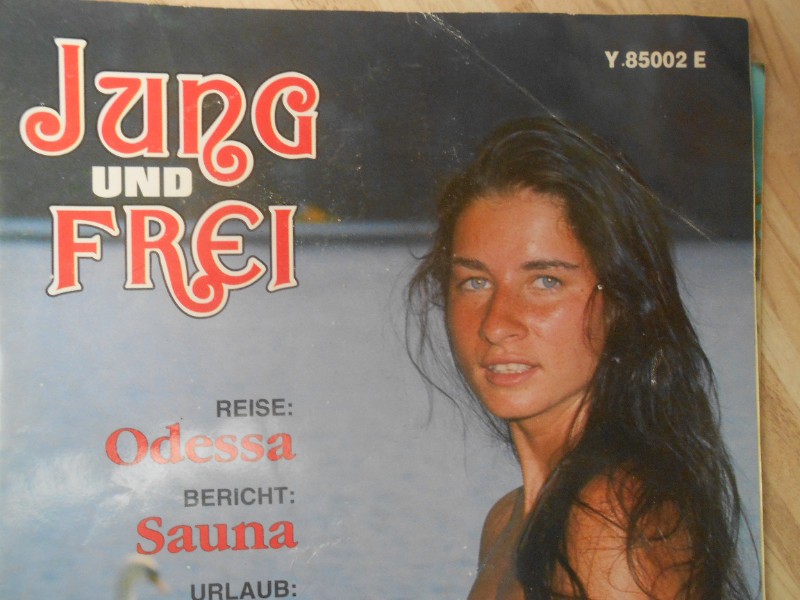 Y 85002 E
Jung
UND
FREI
REISE:
Odessa
BERICHT:
Sauna
URLAUB: